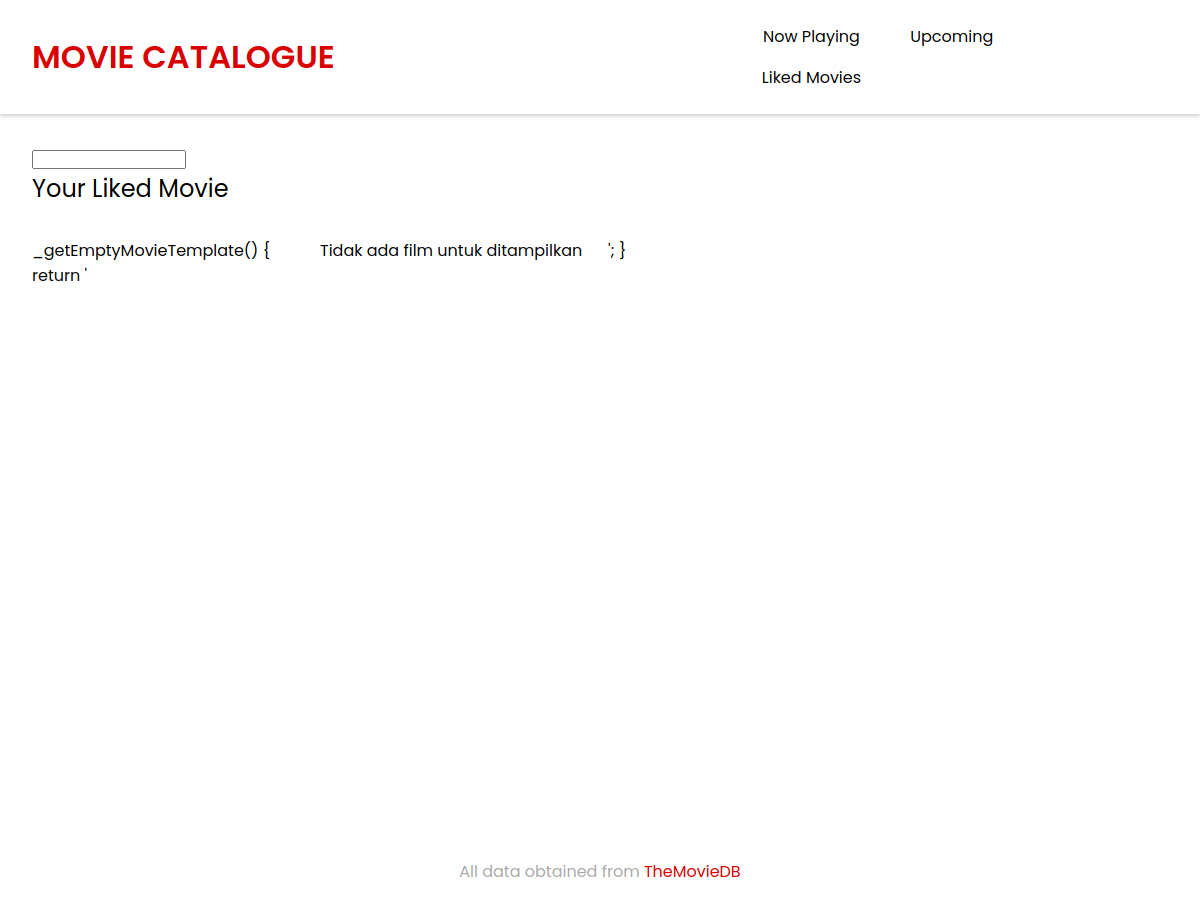 MOVIE CATALOGUE
Now Playing
Upcoming
Liked Movies
Your Liked Movie
_getEmptyMovieTemplate() {
return '
Tidak ada film untuk ditampilkan
'; }
All data obtained from TheMovieDB